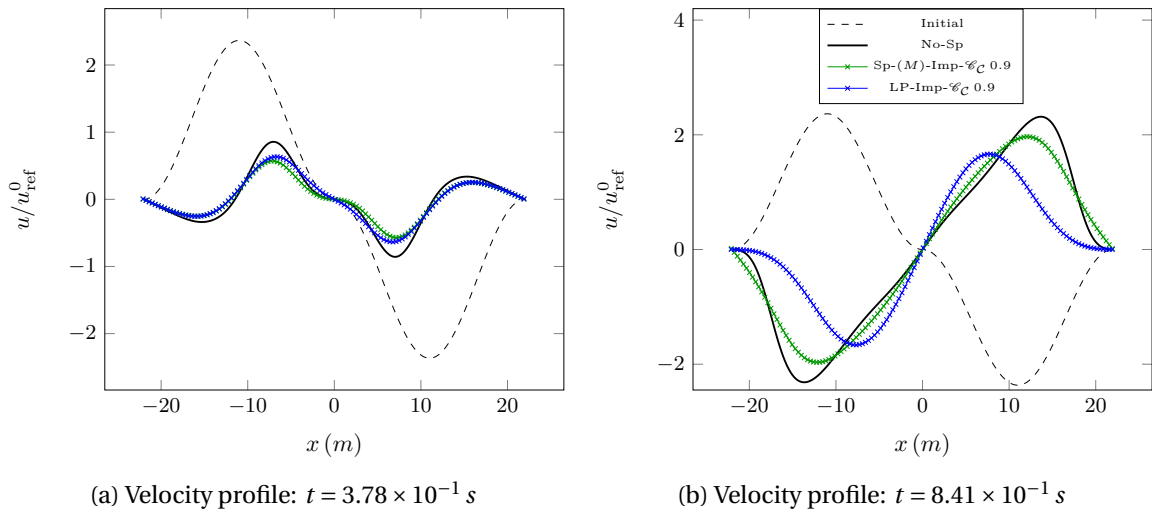 2
1
0
−1
−2
−20
−10
0
10
20
u/u⁰ref
x (m)
(a) Velocity profile: t = 3.78 × 10⁻¹ s
4
2
0
−2
−20
−10
0
10
20
u/u⁰ref
x (m)
Initial
No-Sp
Sp-(M)-Imp-𝒞_C 0.9
LP-Imp-𝒞_C 0.9
(b) Velocity profile: t = 8.41 × 10⁻¹ s